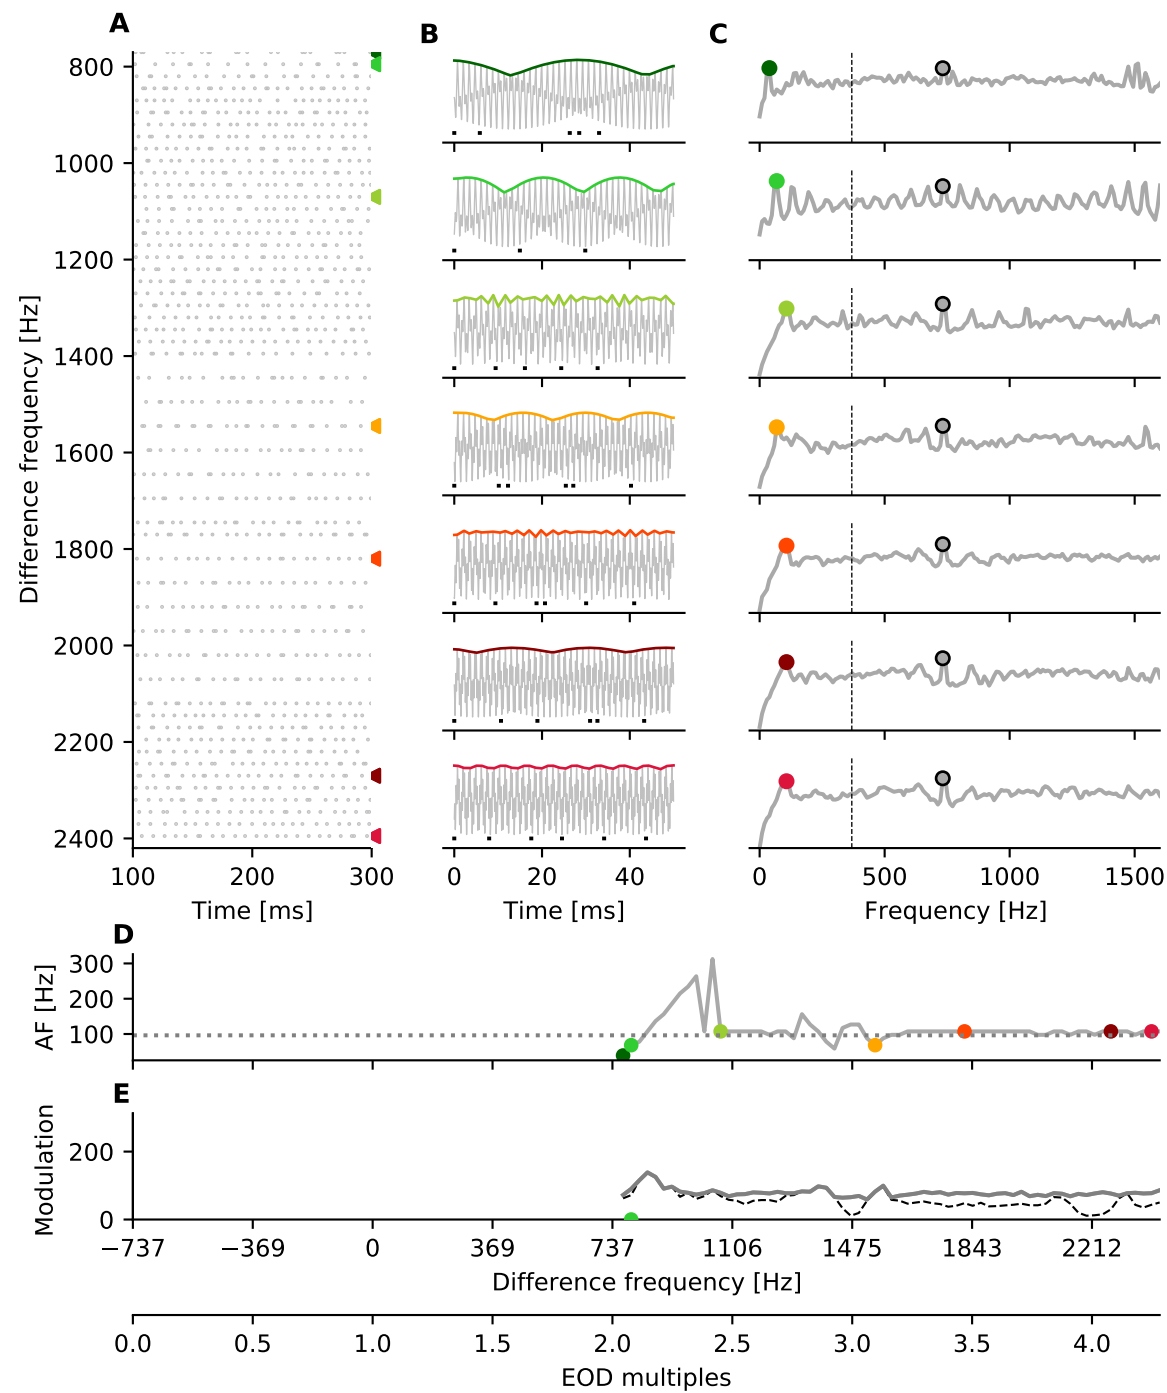 A
B
C
800
1000
1200
1400
1600
1800
2000
2200
2400
Difference frequency [Hz]
100 200 300
Time [ms]
0 20 40
Time [ms]
0 500 1000 1500
Frequency [Hz]
D
300
200
100
AF [Hz]
E
200
0
Modulation
−737 −369 0 369 737 1106 1475 1843 2212
Difference frequency [Hz]
0.0 0.5 1.0 1.5 2.0 2.5 3.0 3.5 4.0
EOD multiples